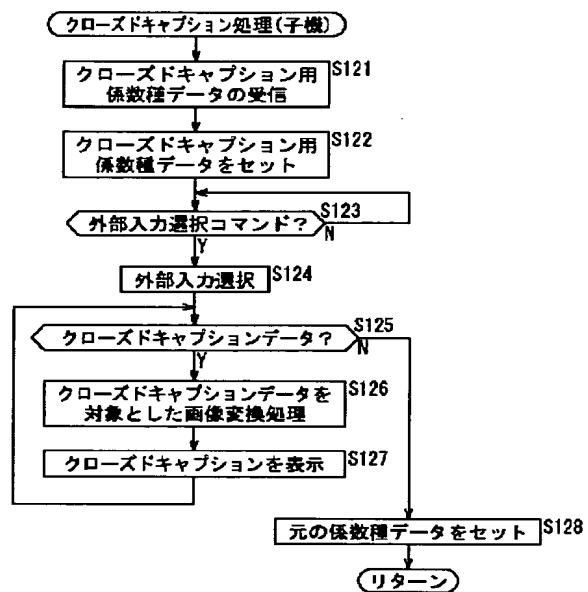 クローズドキャプション処理(子機)
クローズドキャプション用
係数種データの受信
S121
クローズドキャプション用
係数種データをセット
S122
外部入力選択コマンド?
S123
N
Y
外部入力選択
S124
クローズドキャプションデータ?
S125
N
Y
クローズドキャプションデータを
対象とした画像変換処理
S126
クローズドキャプションを表示
S127
元の係数種データをセット
S128
リターン